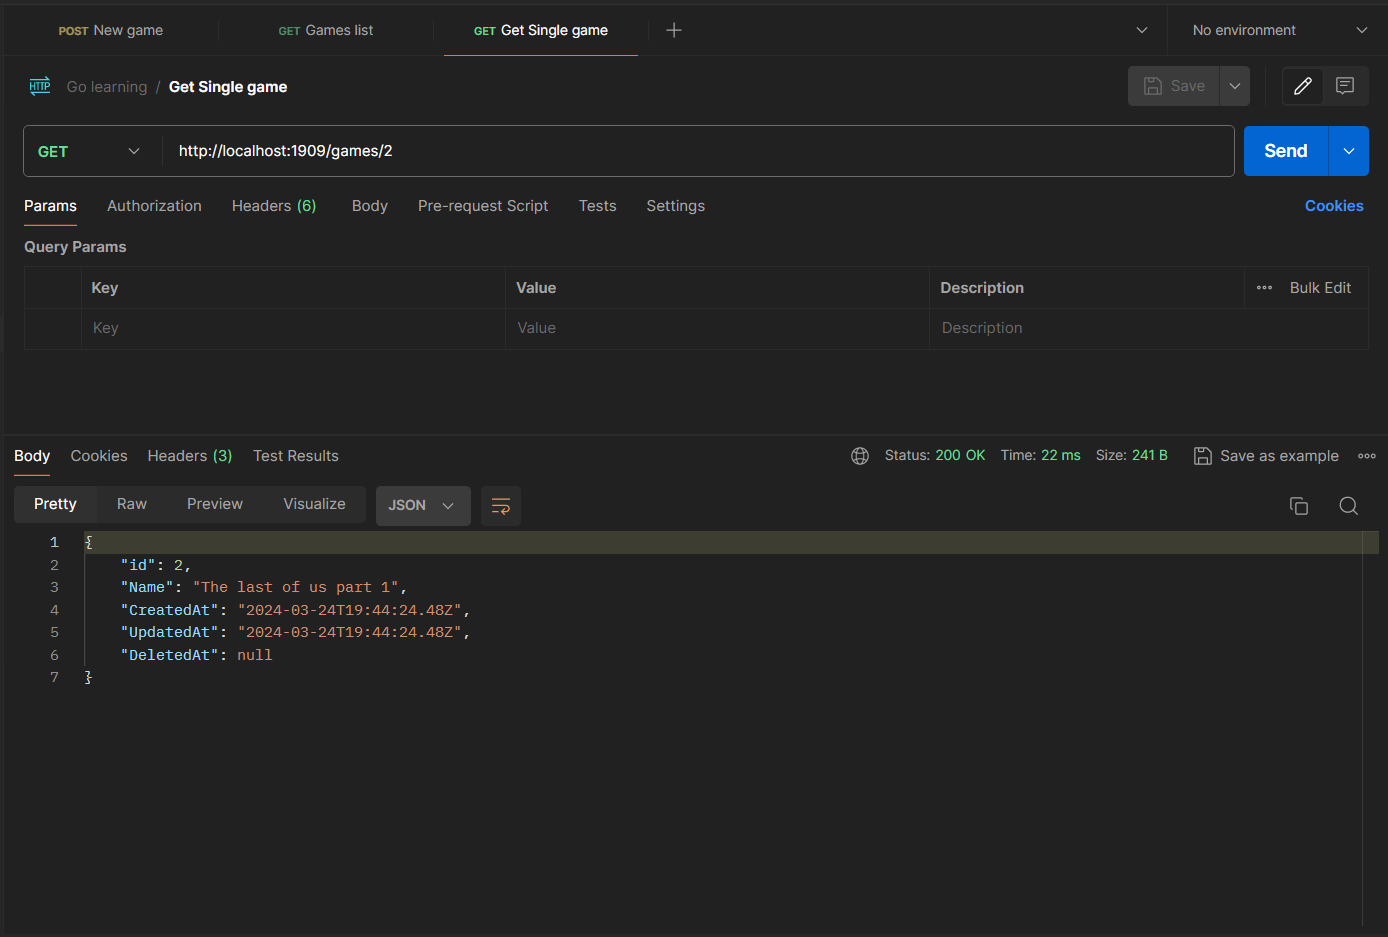 POST New game GET Games list GET Get Single game No environment
HTTP Go learning / Get Single game Save
GET http://localhost:1909/games/2 Send
Params Authorization Headers (6) Body Pre-request Script Tests Settings Cookies
Query Params
Key Value Description Bulk Edit
Key Value Description
Body Cookies Headers (3) Test Results Status: 200 OK Time: 22 ms Size: 241 B Save as example
Pretty Raw Preview Visualize JSON
1 {
2 "id": 2,
3 "Name": "The last of us part 1",
4 "CreatedAt": "2024-03-24T19:44:24.48Z",
5 "UpdatedAt": "2024-03-24T19:44:24.48Z",
6 "DeletedAt": null
7 }